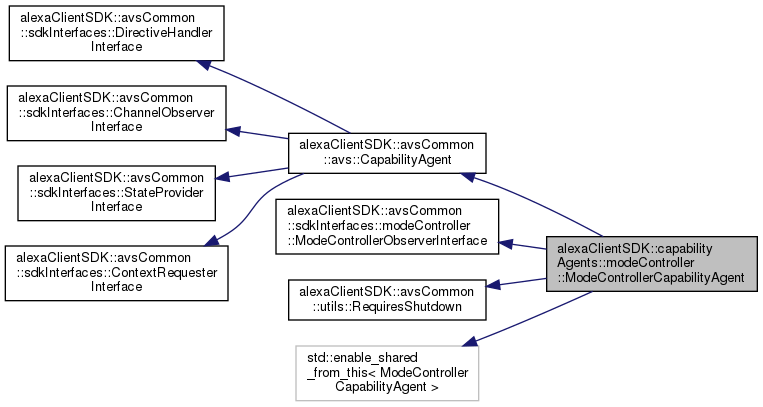 alexaClientSDK::avsCommon
::sdkInterfaces::DirectiveHandler
Interface
alexaClientSDK::avsCommon
::sdkInterfaces::ChannelObserver
Interface
alexaClientSDK::avsCommon
::sdkInterfaces::StateProvider
Interface
alexaClientSDK::avsCommon
::sdkInterfaces::ContextRequester
Interface
alexaClientSDK::avsCommon
::avs::CapabilityAgent
alexaClientSDK::avsCommon
::sdkInterfaces::modeController
::ModeControllerObserverInterface
alexaClientSDK::avsCommon
::utils::RequiresShutdown
std::enable_shared
_from_this< ModeController
CapabilityAgent >
alexaClientSDK::capability
Agents::modeController
::ModeControllerCapabilityAgent